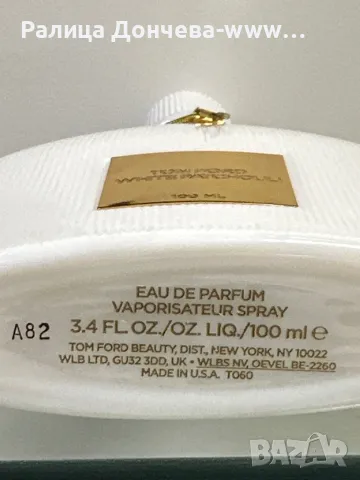 Ралица Дончева-www...
TOM FORD
WHITE PATCHOULI
100 ML
EAU DE PARFUM
VAPORISATEUR SPRAY
A82 3.4 FL.OZ./OZ. LIQ./100 ml e
TOM FORD BEAUTY, DIST., NEW YORK, NY 10022
WLB LTD, GU32 3DD, UK • WLBS NV, OEVEL BE-2260
MADE IN U.S.A. T060
bazar